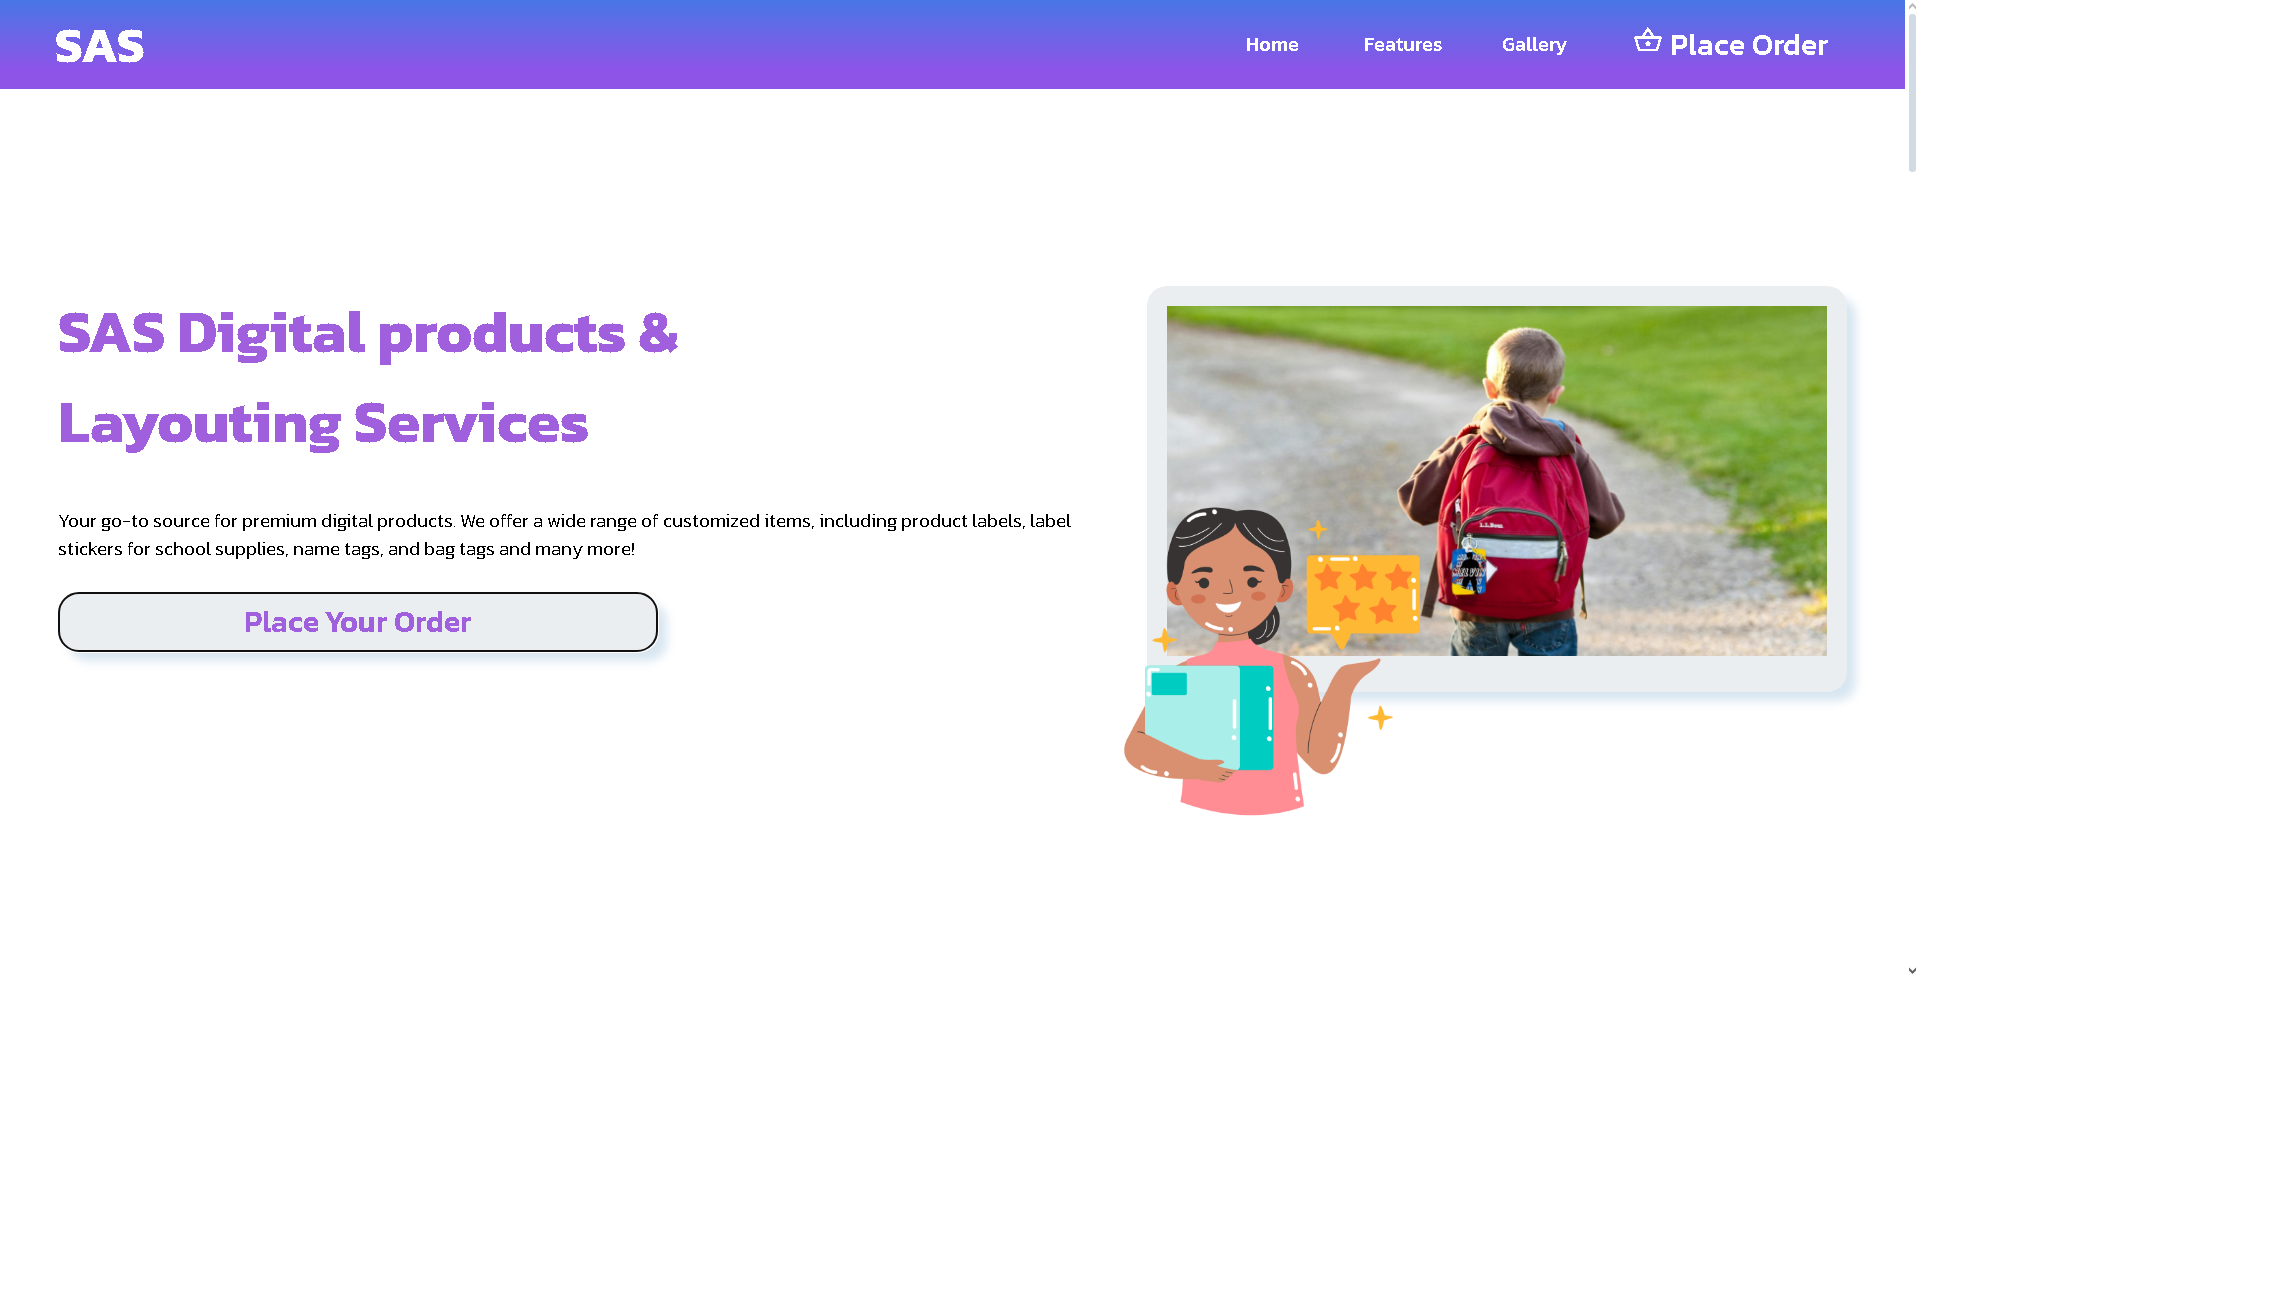 SAS
Home
Features
Gallery
Place Order
SAS Digital products &
Layouting Services
Your go-to source for premium digital products. We offer a wide range of customized items, including product labels, label
stickers for school supplies, name tags, and bag tags and many more!
Place Your Order
L.L.Bean